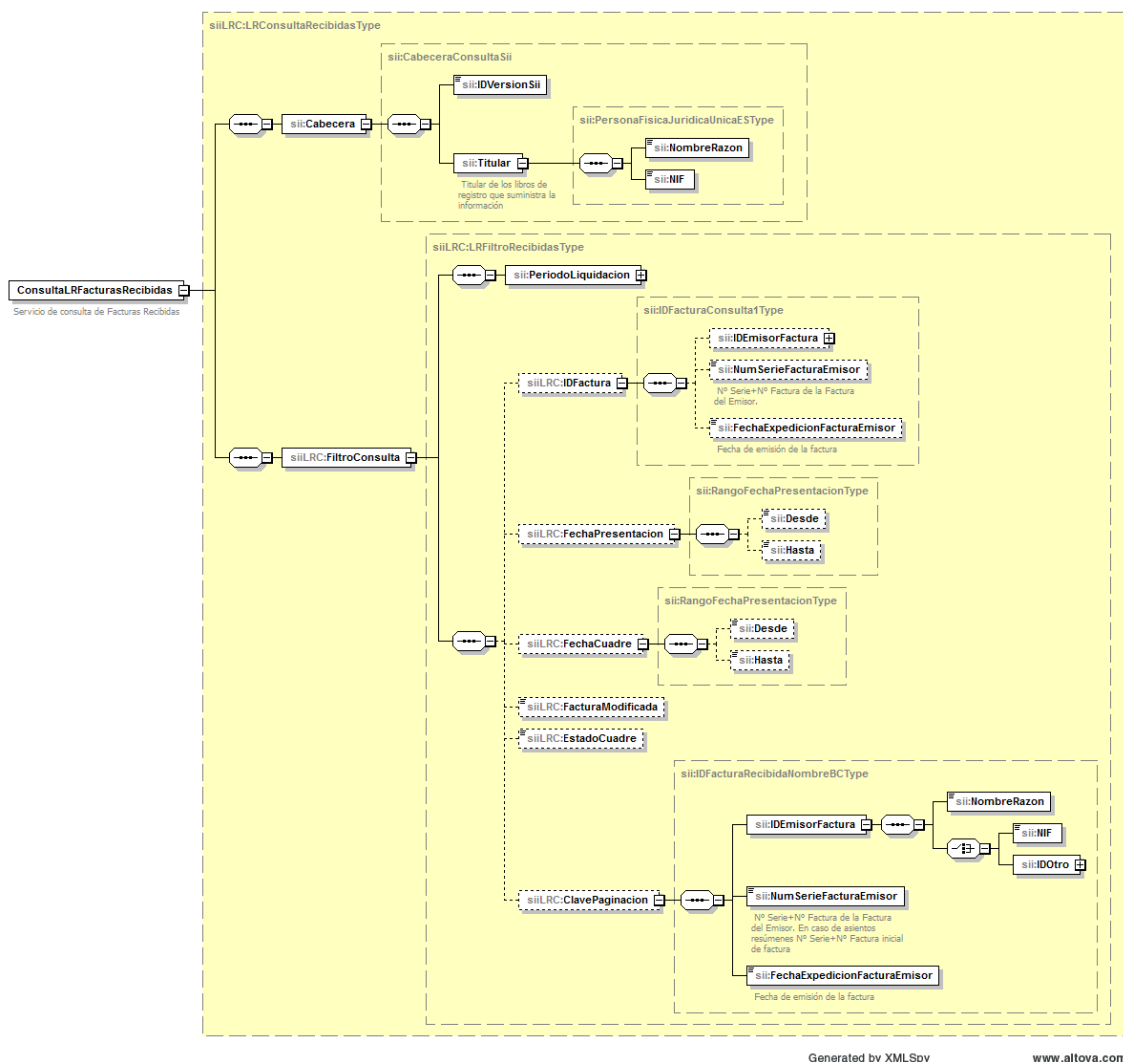 siiLRC:LRConsultaRecibidasType
sii:CabeceraConsultaSii
sii:IDVersionSii
sii:PersonaFisicaJuridicaUnicaESType
sii:Cabecera
sii:NombreRazon
sii:Titular
sii:NIF
Titular de los libros de
registro que suministra la
información
siiLRC:LRFiltroRecibidasType
sii:PeriodoLiquidacion
ConsultaLRFacturasRecibidas
Servicio de consulta de Facturas Recibidas
sii:IDFacturaConsulta1Type
sii:IDEmisorFactura
sii:NumSerieFacturaEmisor
Nº Serie+Nº Factura de la Factura
del Emisor.
siiLRC:IDFactura
sii:FechaExpedicionFacturaEmisor
Fecha de emisión de la factura
siiLRC:FiltroConsulta
sii:RangoFechaPresentacionType
sii:Desde
siiLRC:FechaPresentacion
sii:Hasta
sii:RangoFechaPresentacionType
sii:Desde
siiLRC:FechaCuadre
sii:Hasta
siiLRC:FacturaModificada
siiLRC:EstadoCuadre
sii:IDFacturaRecibidaNombreBCType
sii:NombreRazon
sii:IDEmisorFactura
sii:NIF
sii:IDOtro
siiLRC:ClavePaginacion
sii:NumSerieFacturaEmisor
Nº Serie+Nº Factura de la Factura
del Emisor. En caso de asientos
resúmenes Nº Serie+Nº Factura inicial
de factura
sii:FechaExpedicionFacturaEmisor
Fecha de emisión de la factura
Generated by XMLSpy www.altova.com